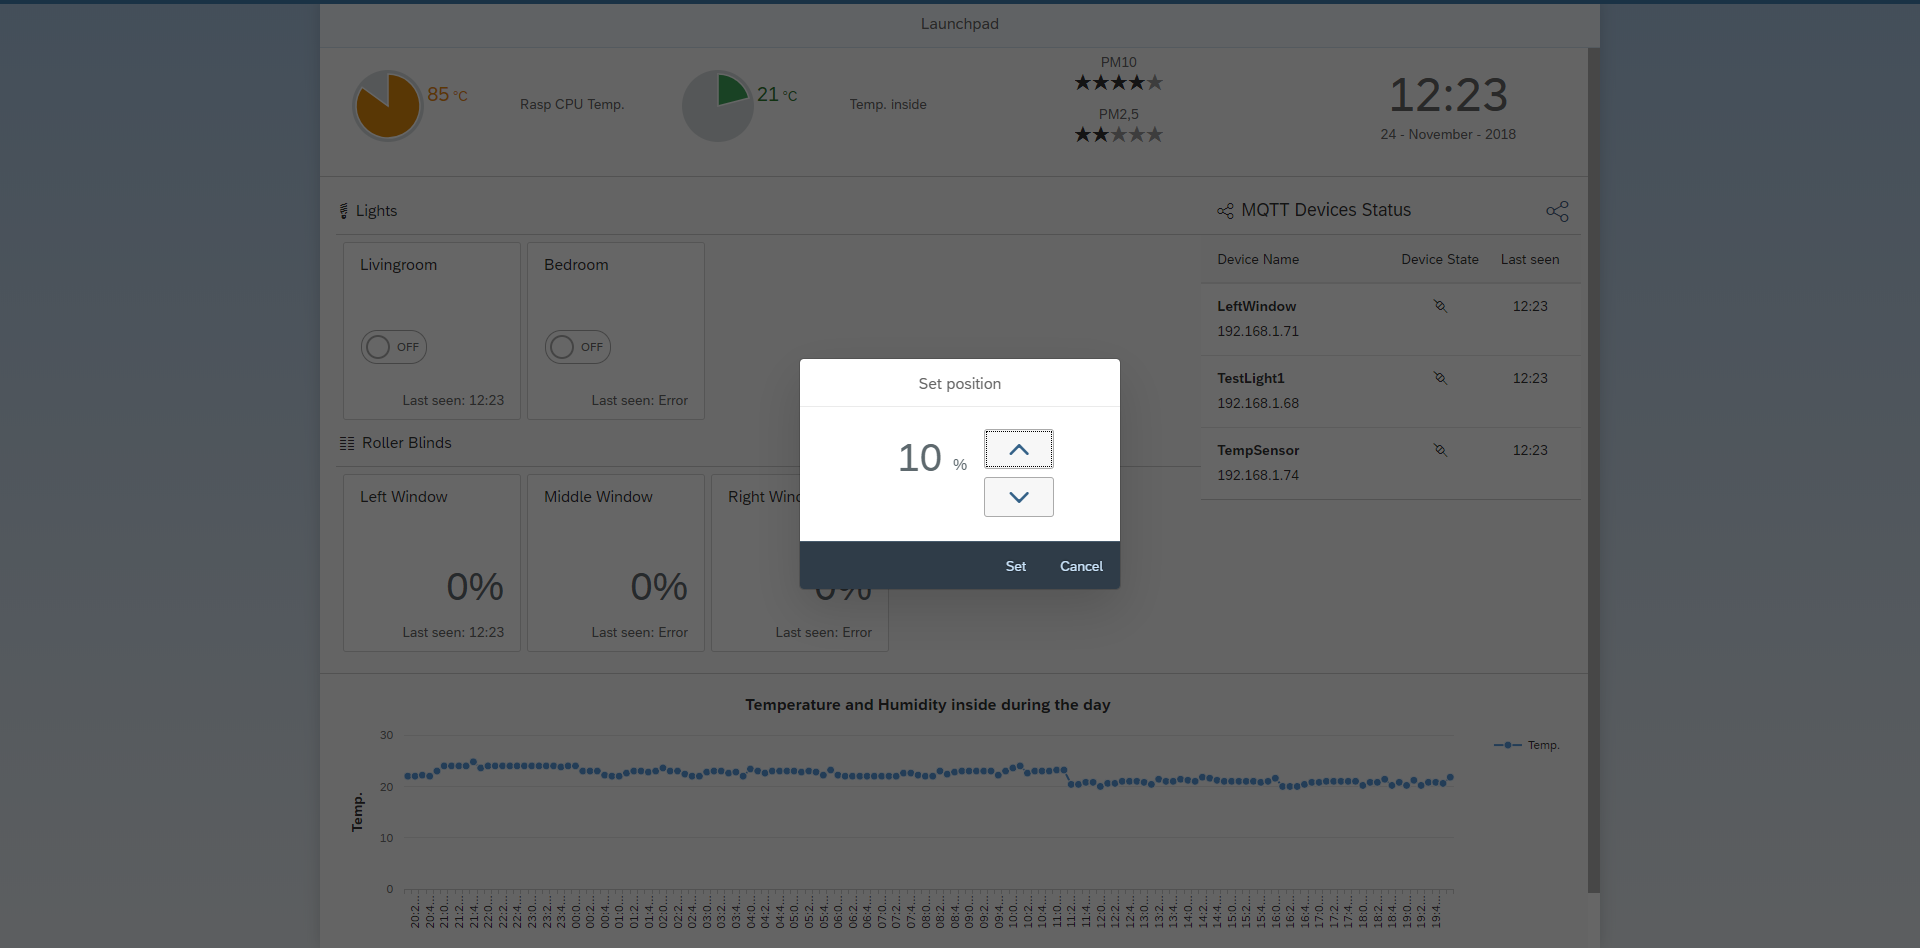 Launchpad
85 °C
Rasp CPU Temp.
21 °C
Temp. inside
PM10
PM2,5
12:23
24 - November - 2018
Lights
Livingroom
OFF
Last seen: 12:23
Bedroom
OFF
Last seen: Error
MQTT Devices Status
Device Name Device State Last seen
LeftWindow 12:23
192.168.1.71
TestLight1 12:23
192.168.1.68
TempSensor 12:23
192.168.1.74
Roller Blinds
Left Window
0%
Last seen: 12:23
Middle Window
0%
Last seen: Error
Right
Last seen: Error
Set position
10 %
Set Cancel
Temperature and Humidity inside during the day
Temp.
30
20
10
0
Temp.
20:2...
20:4...
21:0...
21:2...
21:4...
22:0...
22:2...
22:4...
23:0...
23:2...
23:4...
00:0...
00:2...
00:4...
01:0...
01:2...
01:4...
02:0...
02:2...
02:4...
03:0...
03:2...
03:4...
04:0...
04:2...
04:4...
05:0...
05:2...
05:4...
06:0...
06:2...
06:4...
07:0...
07:2...
07:4...
08:0...
08:2...
08:4...
09:0...
09:2...
09:4...
10:0...
10:2...
10:4...
11:0...
11:2...
11:4...
12:0...
12:2...
12:4...
13:0...
13:2...
13:4...
14:0...
14:2...
14:4...
15:0...
15:2...
15:4...
16:0...
16:2...
16:4...
17:0...
17:2...
17:4...
18:0...
18:2...
18:4...
19:0...
19:2...
19:4...